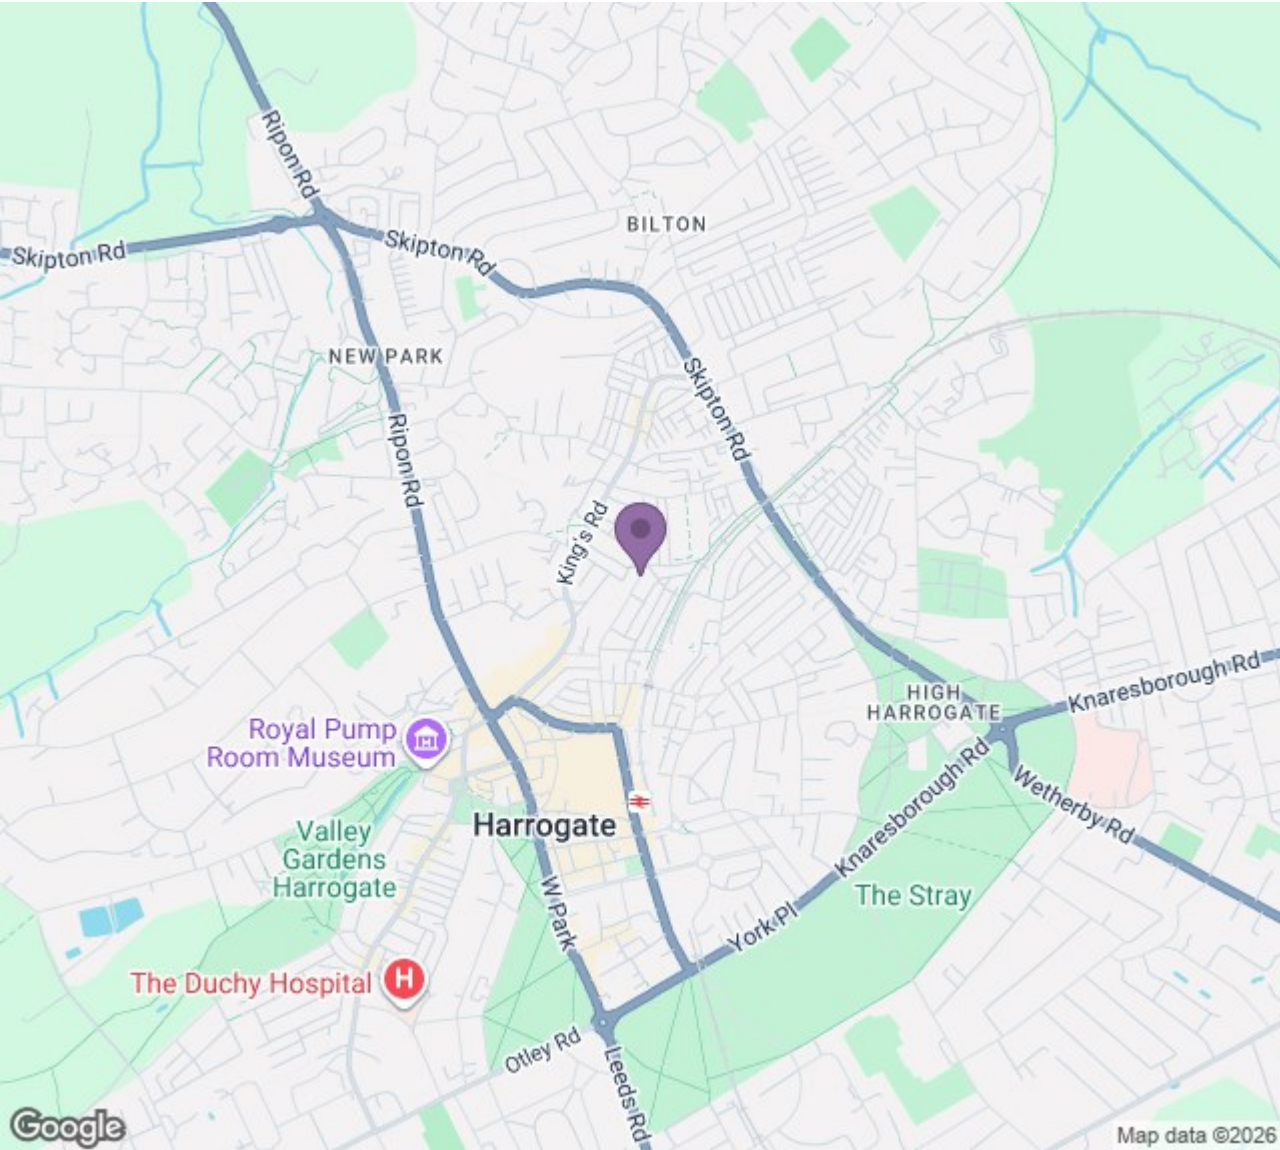 Ripon Rd
BILTON
Skipton Rd
Skipton Rd
NEW PARK
Skipton Rd
Ripon Rd
King's Rd
Knaresborough Rd
HIGH
HARROGATE
Royal Pump
Room Museum
Wetherby Rd
Harrogate
Knaresborough Rd
Valley
Gardens
Harrogate
The Stray
W Park
York Pl
The Duchy Hospital
H
Otley Rd
Leeds Rd
Google
Map data ©2026